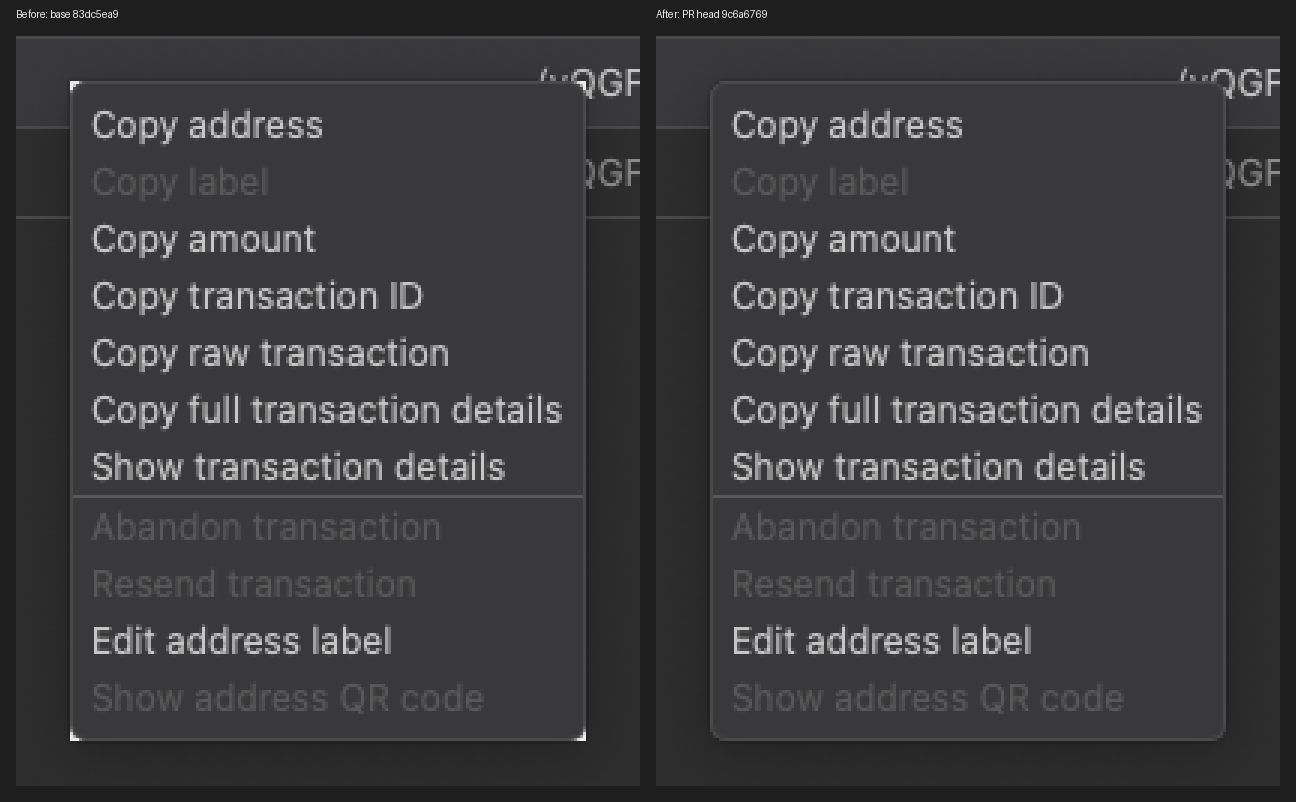 Before: base 83dc5ea9
After: PR head 9c6a6769
Copy address
Copy label
Copy amount
Copy transaction ID
Copy raw transaction
Copy full transaction details
Show transaction details
Abandon transaction
Resend transaction
Edit address label
Show address QR code
Copy address
Copy label
Copy amount
Copy transaction ID
Copy raw transaction
Copy full transaction details
Show transaction details
Abandon transaction
Resend transaction
Edit address label
Show address QR code